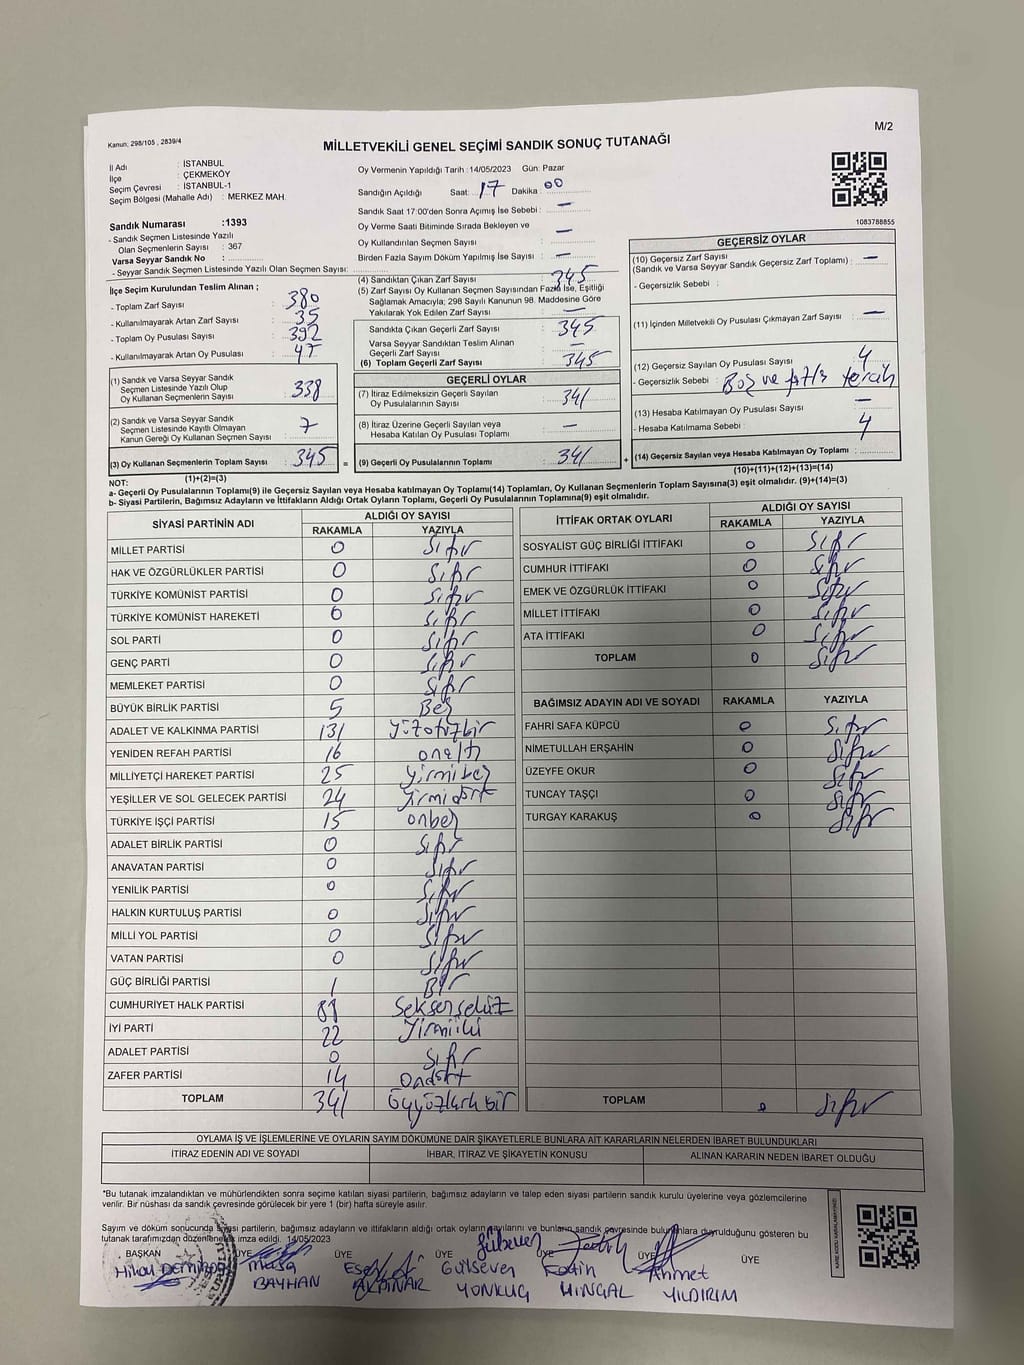 Kanun; 298/105 , 2839/4
M/2
MİLLETVEKİLİ GENEL SEÇİMİ SANDIK SONUÇ TUTANAĞI
İl Adı : İSTANBUL
İlçe : ÇEKMEKÖY
Seçim Çevresi : İSTANBUL-1
Seçim Bölgesi (Mahalle Adı) : MERKEZ MAH.
Sandık Numarası :1393
- Sandık Seçmen Listesinde Yazılı
Olan Seçmenlerin Sayısı : 367
Varsa Seyyar Sandık No :
- Seyyar Sandık Seçmen Listesinde Yazılı Olan Seçmen Sayısı:
Oy Vermenin Yapıldığı Tarih :14/05/2023 Gün: Pazar
Sandığın Açıldığı Saat: 17 Dakika: 00
Sandık Saat 17:00'den Sonra Açımış İse Sebebi : —
Oy Verme Saati Bitiminde Sırada Bekleyen ve
Oy Kullandırılan Seçmen Sayısı : —
Birden Fazla Sayım Döküm Yapılmış İse Sayısı : —
1083788855
İlçe Seçim Kurulundan Teslim Alınan ;
- Toplam Zarf Sayısı : 380
- Kullanılmayarak Artan Zarf Sayısı : 35
- Toplam Oy Pusulası Sayısı : 392
- Kullanılmayarak Artan Oy Pusulası : 47
(1) Sandık ve Varsa Seyyar Sandık
Seçmen Listesinde Yazılı Olup
Oy Kullanan Seçmenlerin Sayısı : 338
(2) Sandık ve Varsa Seyyar Sandık
Seçmen Listesinde Kayıtlı Olmayan
Kanun Gereği Oy Kullanan Seçmen Sayısı : 7
(3) Oy Kullanan Seçmenlerin Toplam Sayısı : 345
(1)+(2)=(3)
(4) Sandıktan Çıkan Zarf Sayısı : 345
(5) Zarf Sayısı Oy Kullanan Seçmen Sayısından Fazla İse, Eşitliği
Sağlamak Amacıyla; 298 Sayılı Kanunun 98. Maddesine Göre
Yakılarak Yok Edilen Zarf Sayısı :
Sandıkta Çıkan Geçerli Zarf Sayısı : 345
Varsa Seyyar Sandıktan Teslim Alınan
Geçerli Zarf Sayısı : —
(6) Toplam Geçerli Zarf Sayısı : 345
GEÇERLİ OYLAR
(7) İtiraz Edilmeksizin Geçerli Sayılan
Oy Pusulalarının Sayısı : 341
(8) İtiraz Üzerine Geçerli Sayılan veya
Hesaba Katılan Oy Pusulası Toplamı : —
= (9) Geçerli Oy Pusulalarının Toplamı : 341 +
GEÇERSİZ OYLAR
(10) Geçersiz Zarf Sayısı
(Sandık ve Varsa Seyyar Sandık Geçersiz Zarf Toplamı) : —
- Geçersizlik Sebebi :
(11) İçinden Milletvekili Oy Pusulası Çıkmayan Zarf Sayısı : —
(12) Geçersiz Sayılan Oy Pusulası Sayısı : 4
- Geçersizlik Sebebi : Boş ve fazla tercih
(13) Hesaba Katılmayan Oy Pusulası Sayısı : —
- Hesaba Katılmama Sebebi :
(14) Geçersiz Sayılan veya Hesaba Katılmayan Oy Toplamı : 4
(10)+(11)+(12)+(13)=(14)
NOT:
a- Geçerli Oy Pusulalarının Toplamı(9) ile Geçersiz Sayılan veya Hesaba katılmayan Oy Toplamı(14) Toplamları, Oy Kullanan Seçmenlerin Toplam Sayısına(3) eşit olmalıdır. (9)+(14)=(3)
b- Siyasi Partilerin, Bağımsız Adayların ve İttifakların Aldığı Ortak Oyların Toplamı, Geçerli Oy Pusulalarının Toplamına(9) eşit olmalıdır.
SİYASİ PARTİNİN ADI ALDIĞI OY SAYISI
RAKAMLA YAZIYLA
MİLLET PARTİSİ 0 Sıfır
HAK VE ÖZGÜRLÜKLER PARTİSİ 0 Sıfır
TÜRKİYE KOMÜNİST PARTİSİ 0 Sıfır
TÜRKİYE KOMÜNİST HAREKETİ 0 Sıfır
SOL PARTİ 0 Sıfır
GENÇ PARTİ 0 Sıfır
MEMLEKET PARTİSİ 0 Sıfır
BÜYÜK BİRLİK PARTİSİ 5 Beş
ADALET VE KALKINMA PARTİSİ 131 yüzotuzbir
YENİDEN REFAH PARTİSİ 16 onaltı
MİLLİYETÇİ HAREKET PARTİSİ 25 yirmibeş
YEŞİLLER VE SOL GELECEK PARTİSİ 24 yirmidört
TÜRKİYE İŞÇİ PARTİSİ 15 onbeş
ADALET BİRLİK PARTİSİ 0 Sıfır
ANAVATAN PARTİSİ 0 Sıfır
YENİLİK PARTİSİ 0 Sıfır
HALKIN KURTULUŞ PARTİSİ 0 Sıfır
MİLLİ YOL PARTİSİ 0 Sıfır
VATAN PARTİSİ 0 Sıfır
GÜÇ BİRLİĞİ PARTİSİ 1 Bir
CUMHURİYET HALK PARTİSİ 88 Seksensekiz
İYİ PARTİ 22 yirmiiki
ADALET PARTİSİ 0 Sıfır
ZAFER PARTİSİ 14 Ondört
TOPLAM 341 üçyüzkırkbir
İTTİFAK ORTAK OYLARI ALDIĞI OY SAYISI
RAKAMLA YAZIYLA
SOSYALİST GÜÇ BİRLİĞİ İTTİFAKI 0 Sıfır
CUMHUR İTTİFAKI 0 Sıfır
EMEK VE ÖZGÜRLÜK İTTİFAKI 0 Sıfır
MİLLET İTTİFAKI 0 Sıfır
ATA İTTİFAKI 0 Sıfır
TOPLAM 0 Sıfır
BAĞIMSIZ ADAYIN ADI VE SOYADI RAKAMLA YAZIYLA
FAHRİ SAFA KÜPCÜ 0 Sıfır
NİMETULLAH ERŞAHİN 0 Sıfır
ÜZEYFE OKUR 0 Sıfır
TUNCAY TAŞÇI 0 Sıfır
TURGAY KARAKUŞ 0 Sıfır
TOPLAM 0 Sıfır
OYLAMA İŞ VE İŞLEMLERİNE VE OYLARIN SAYIM DÖKÜMÜNE DAİR ŞİKAYETLERLE BUNLARA AİT KARARLARIN NELERDEN İBARET BULUNDUKLARI
İTİRAZ EDENİN ADI VE SOYADI İHBAR, İTİRAZ VE ŞİKAYETİN KONUSU ALINAN KARARIN NEDEN İBARET OLDUĞU
*Bu tutanak imzalandıktan ve mühürlendikten sonra seçime katılan siyasi partilerin, bağımsız adayların ve talep eden siyasi partilerin sandık kurulu üyelerine veya gözlemcilerine
verilir. Bir nüshası da sandık çevresinde görülecek bir yere 1 (bir) hafta süreyle asılır.
Sayım ve döküm sonucunda siyasi partilerin, bağımsız adayların ve ittifakların aldığı ortak oyların sayılarını ve bunların sandık çevresinde bulunanlara duyrulduğunu gösteren bu
tutanak tarafımızdan düzenlenerek imza edildi. 14/05/2023
BAŞKAN ÜYE ÜYE ÜYE ÜYE ÜYE ÜYE
Musa Gülseven Fatin Ahmet
BAYHAN AKPINAR YONKUÇ HINGAL YILDIRIM